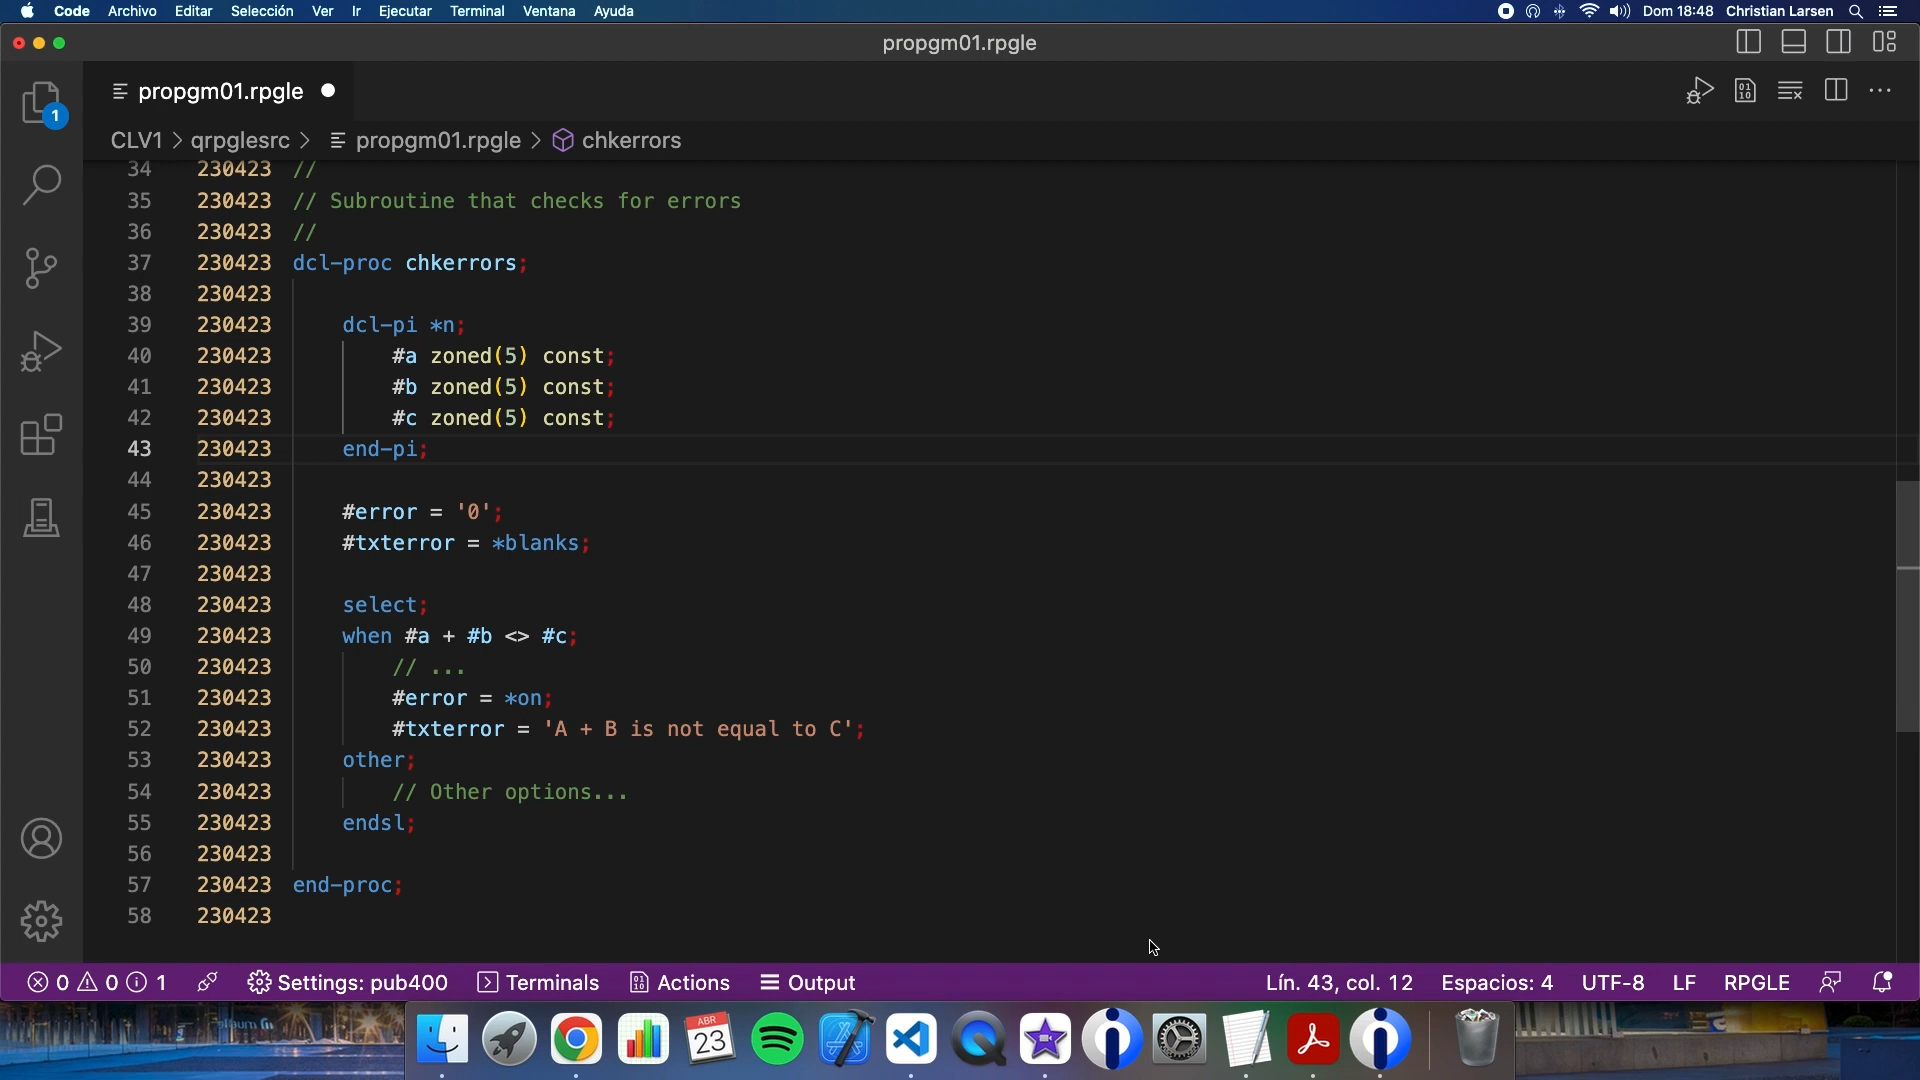 Code Archivo Editar Selección Ver Ir Ejecutar Terminal Ventana Ayuda Dom 18:48 Christian Larsen
propgm01.rpgle
propgm01.rpgle
1
CLV1 > qrpglesrc > propgm01.rpgle > chkerrors
34 230423 //
35 230423 // Subroutine that checks for errors
36 230423 //
37 230423 dcl-proc chkerrors;
38 230423
39 230423 dcl-pi *n;
40 230423 #a zoned(5) const;
41 230423 #b zoned(5) const;
42 230423 #c zoned(5) const;
43 230423 end-pi;
44 230423
45 230423 #error = '0';
46 230423 #txterror = *blanks;
47 230423
48 230423 select;
49 230423 when #a + #b <> #c;
50 230423 // ...
51 230423 #error = *on;
52 230423 #txterror = 'A + B is not equal to C';
53 230423 other;
54 230423 // Other options...
55 230423 endsl;
56 230423
57 230423 end-proc;
58 230423
0 0 1 Settings: pub400 Terminals Actions Output Lín. 43, col. 12 Espacios: 4 UTF-8 LF RPGLE
ABR
23